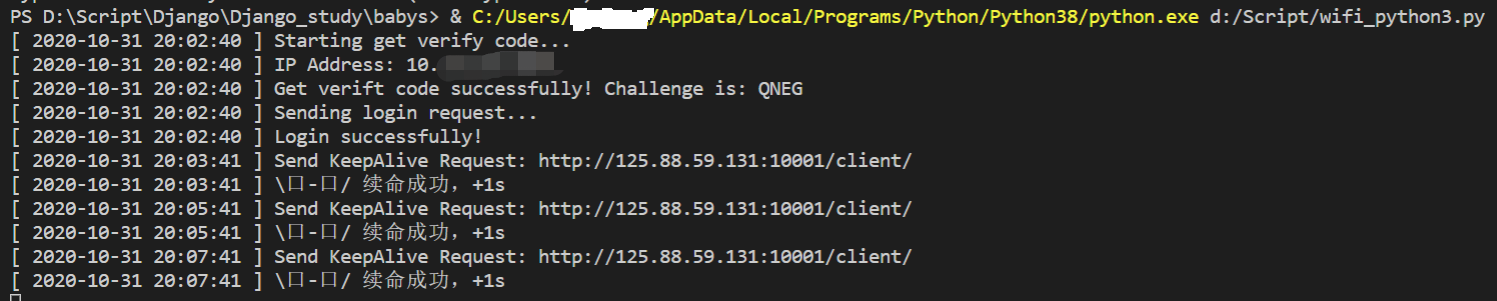 PS D:\Script\Django\Django_study\babys> & C:/Users/ /AppData/Local/Programs/Python/Python38/python.exe d:/Script/wifi_python3.py
[ 2020-10-31 20:02:40 ] Starting get verify code...
[ 2020-10-31 20:02:40 ] IP Address: 10.
[ 2020-10-31 20:02:40 ] Get verift code successfully! Challenge is: QNEG
[ 2020-10-31 20:02:40 ] Sending login request...
[ 2020-10-31 20:02:40 ] Login successfully!
[ 2020-10-31 20:03:41 ] Send KeepAlive Request: http://125.88.59.131:10001/client/
[ 2020-10-31 20:03:41 ] \口-口/ 续命成功，+1s
[ 2020-10-31 20:05:41 ] Send KeepAlive Request: http://125.88.59.131:10001/client/
[ 2020-10-31 20:05:41 ] \口-口/ 续命成功，+1s
[ 2020-10-31 20:07:41 ] Send KeepAlive Request: http://125.88.59.131:10001/client/
[ 2020-10-31 20:07:41 ] \口-口/ 续命成功，+1s